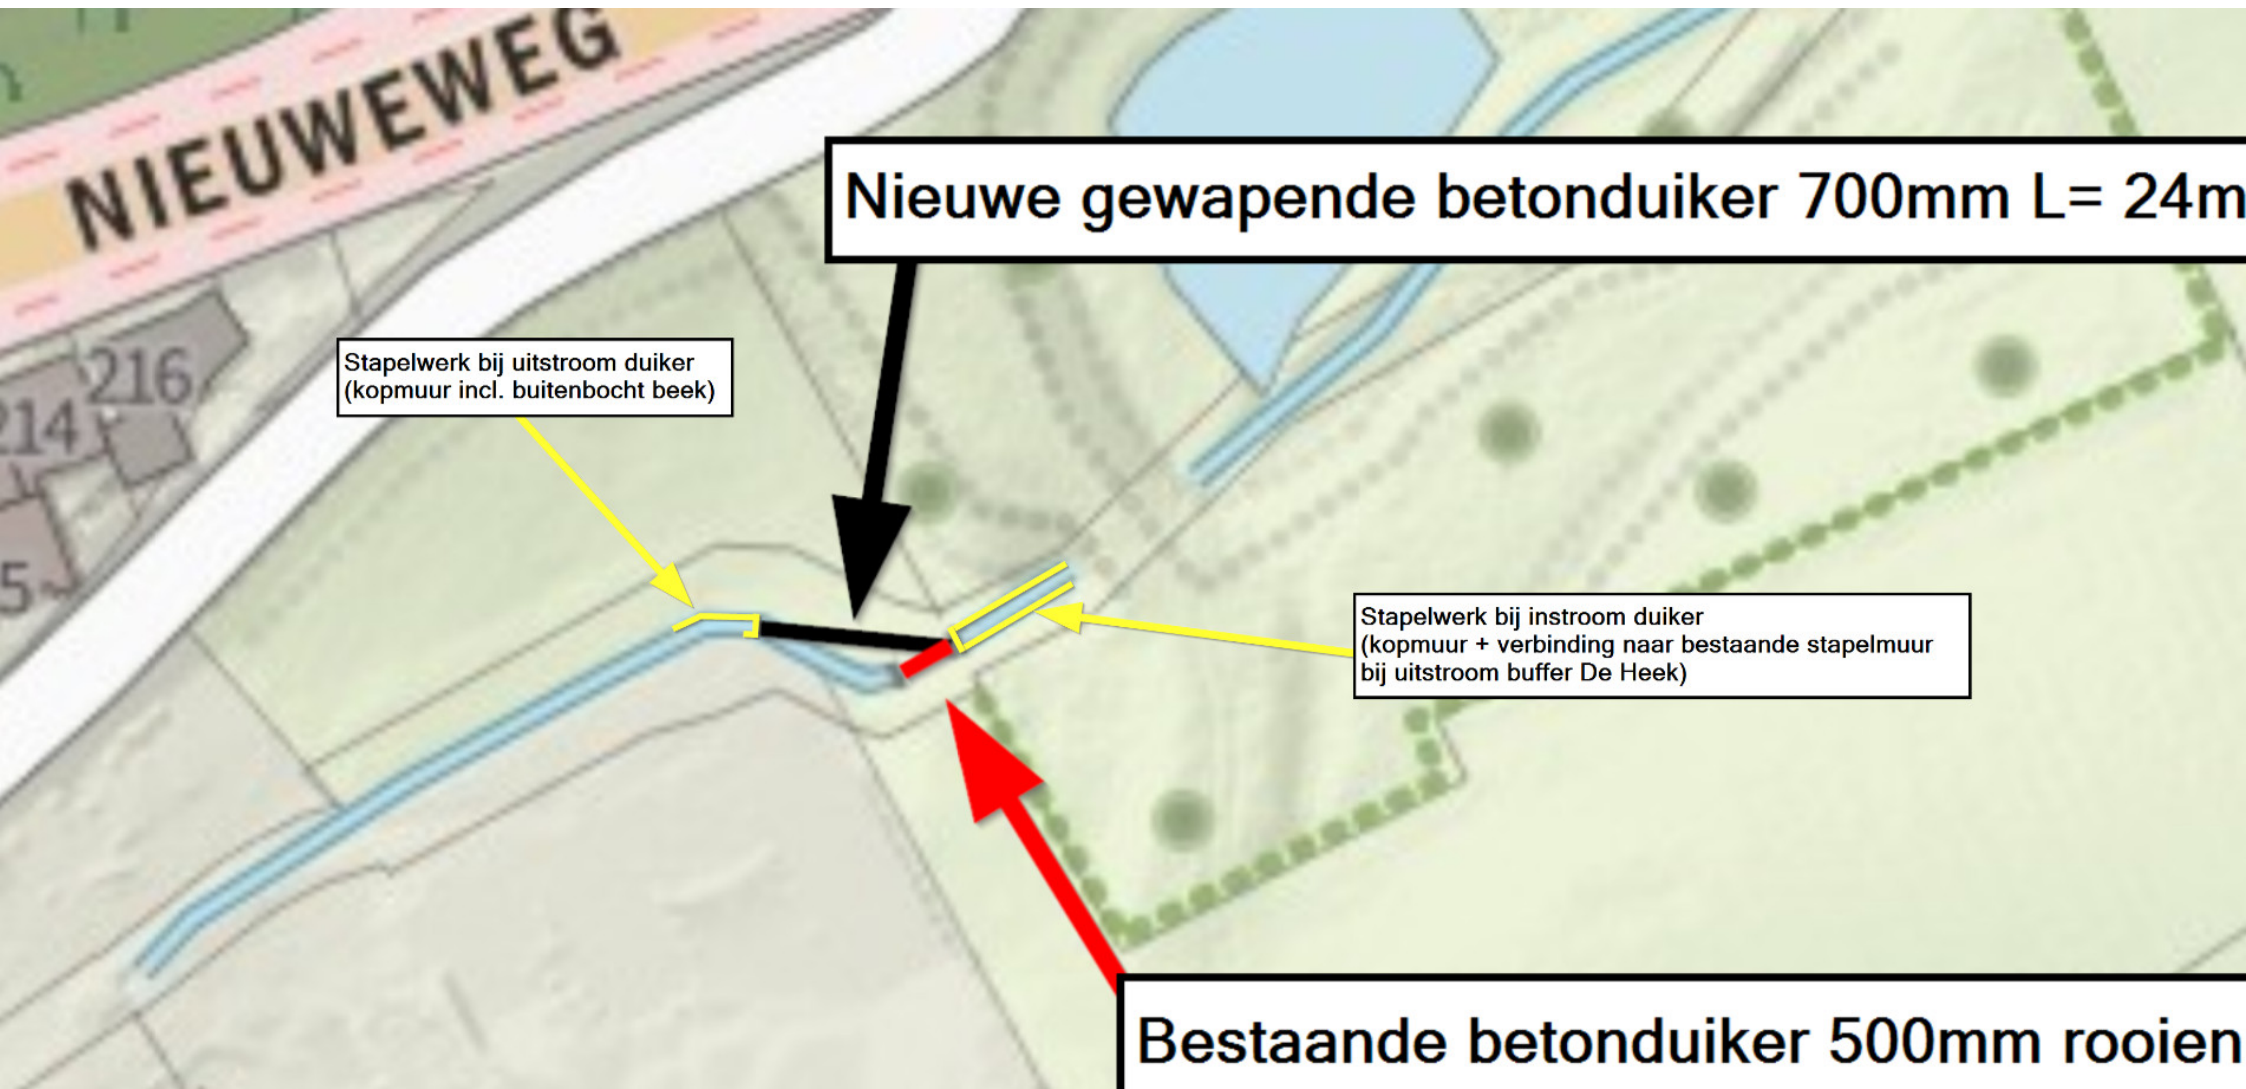 NIEUWEWEG
Nieuwe gewapende betonduiker 700mm L= 24m
Stapelwerk bij uitstroom duiker
(kopmuur incl. buitenbocht beek)
216
214
5
Stapelwerk bij instroom duiker
(kopmuur + verbinding naar bestaande stapelmuur
bij uitstroom buffer De Heek)
Bestaande betonduiker 500mm rooien